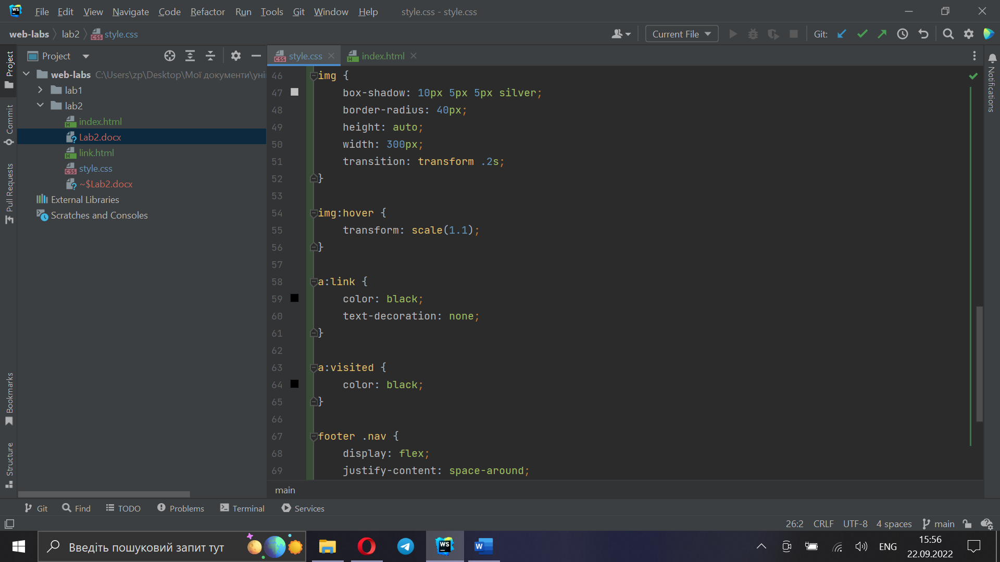 WS File Edit View Navigate Code Refactor Run Tools Git Window Help style.css - style.css
web-labs lab2 style.css Current File Git:
Project style.css index.html
web-labs C:\Users\zp\Desktop\Мої документи\уні
lab1
lab2
index.html
Lab2.docx
link.html
style.css
~$Lab2.docx
External Libraries
Scratches and Consoles
Project
Commit
Pull Requests
Bookmarks
Structure
46 img {
47 box-shadow: 10px 5px 5px silver;
48 border-radius: 40px;
49 height: auto;
50 width: 300px;
51 transition: transform .2s;
52 }
53
54 img:hover {
55 transform: scale(1.1);
56 }
57
58 a:link {
59 color: black;
60 text-decoration: none;
61 }
62
63 a:visited {
64 color: black;
65 }
66
67 footer .nav {
68 display: flex;
69 justify-content: space-around;
main
Notifications
Git Find TODO Problems Terminal Services
26:2 CRLF UTF-8 4 spaces main
Введіть пошуковий запит тут WS W ENG 15:56
22.09.2022